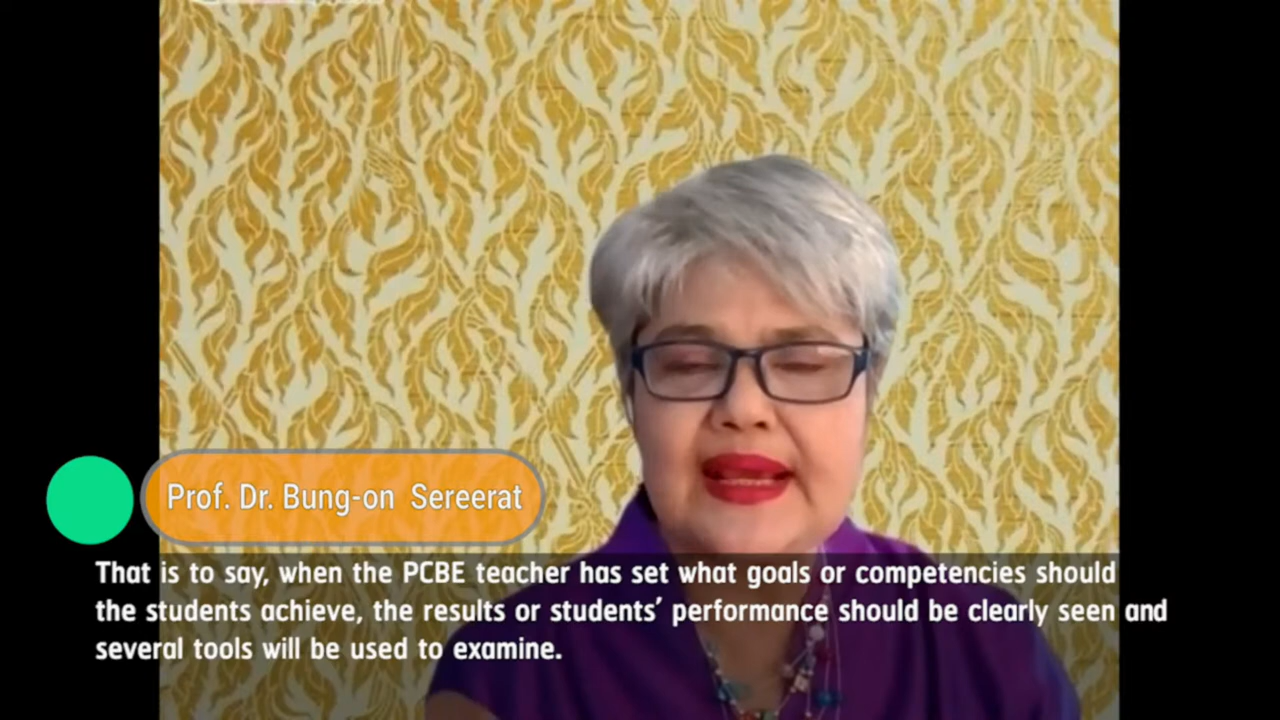 Prof. Dr. Bung-on Sereerat
That is to say, when the PCBE teacher has set what goals or competencies should
the students achieve, the results or students’ performance should be clearly seen and
several tools will be used to examine.